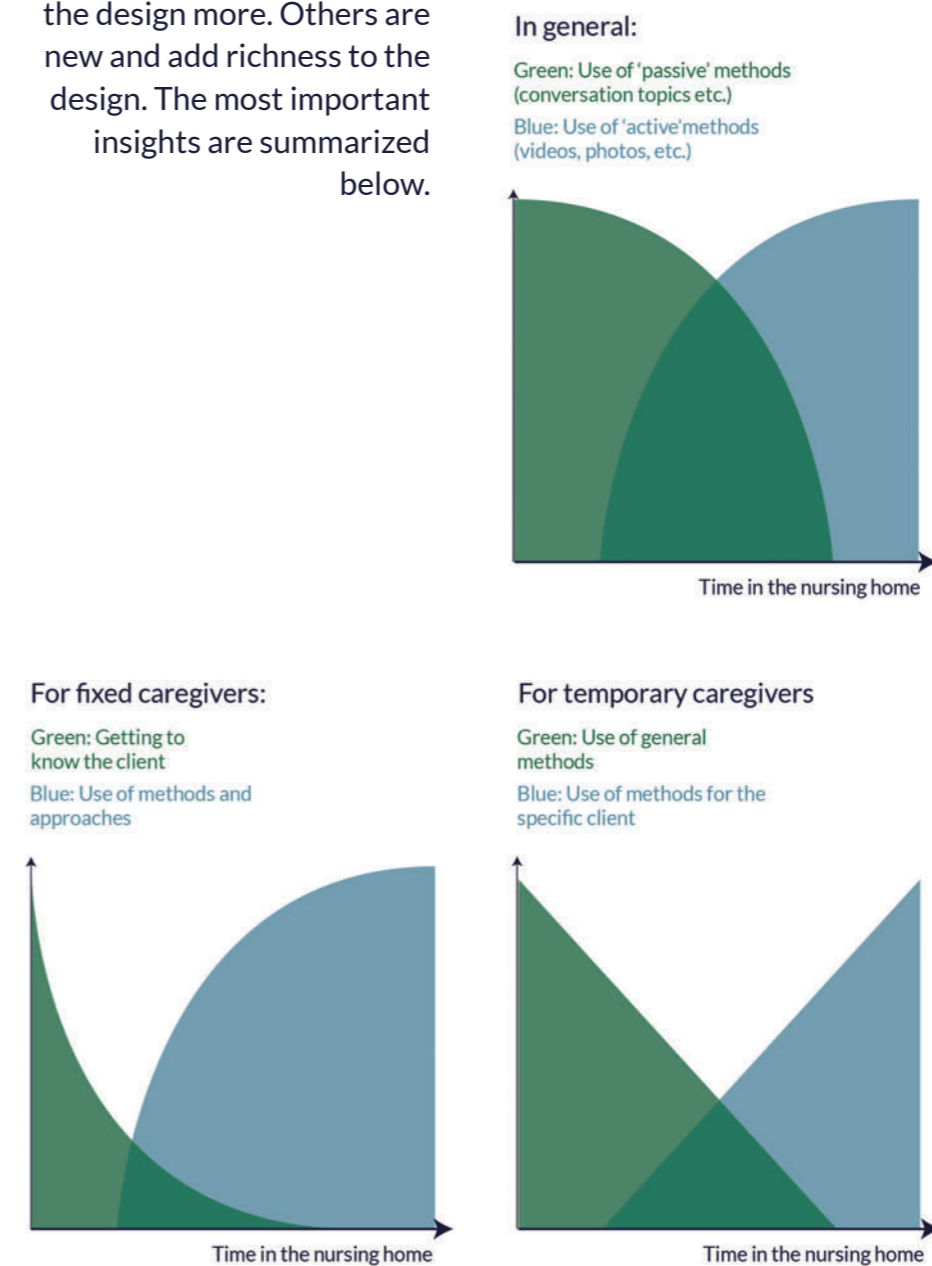 the design more. Others are
new and add richness to the
design. The most important
insights are summarized
below.
In general:
Green: Use of ‘passive’ methods
(conversation topics etc.)
Blue: Use of ‘active’methods
(videos, photos, etc.)
Time in the nursing home
For fixed caregivers:
Green: Getting to
know the client
Blue: Use of methods and
approaches
Time in the nursing home
For temporary caregivers
Green: Use of general
methods
Blue: Use of methods for the
specific client
Time in the nursing home